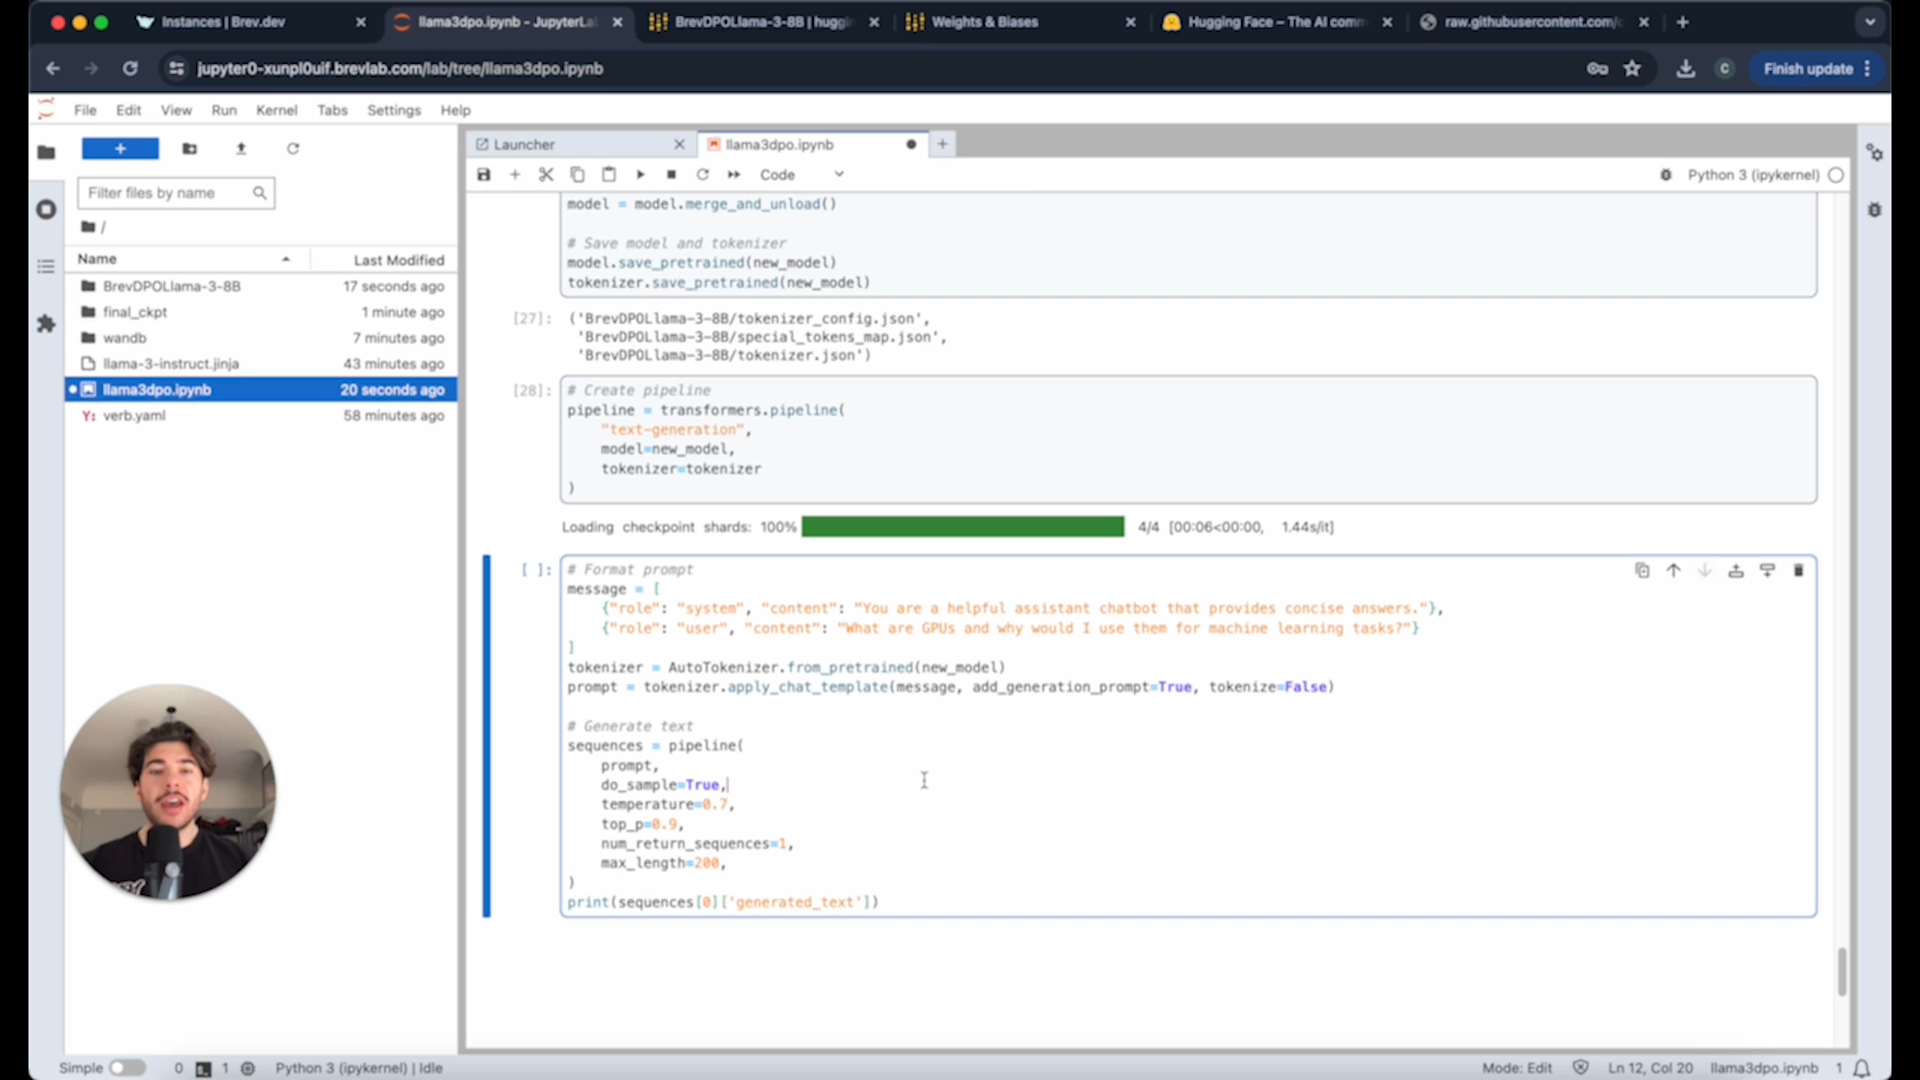 Instances | Brev.dev
llama3dpo.ipynb - JupyterLa
BrevDPOLlama-3-8B | huggin
Weights & Biases
Hugging Face – The AI comm
raw.githubusercontent.com/
jupyter0-xunpl0uif.brevlab.com/lab/tree/llama3dpo.ipynb
C
Finish update
File Edit View Run Kernel Tabs Settings Help
Launcher
llama3dpo.ipynb
Filter files by name
Code
Python 3 (ipykernel)
/
Name Last Modified
BrevDPOLlama-3-8B 17 seconds ago
final_ckpt 1 minute ago
wandb 7 minutes ago
llama-3-instruct.jinja 43 minutes ago
llama3dpo.ipynb 20 seconds ago
Y: verb.yaml 58 minutes ago
model = model.merge_and_unload()
# Save model and tokenizer
model.save_pretrained(new_model)
tokenizer.save_pretrained(new_model)
[27]: ('BrevDPOLlama-3-8B/tokenizer_config.json',
'BrevDPOLlama-3-8B/special_tokens_map.json',
'BrevDPOLlama-3-8B/tokenizer.json')
[28]: # Create pipeline
pipeline = transformers.pipeline(
"text-generation",
model=new_model,
tokenizer=tokenizer
)
Loading checkpoint shards: 100% 4/4 [00:06<00:00, 1.44s/it]
[ ]: # Format prompt
message = [
{"role": "system", "content": "You are a helpful assistant chatbot that provides concise answers."},
{"role": "user", "content": "What are GPUs and why would I use them for machine learning tasks?"}
]
tokenizer = AutoTokenizer.from_pretrained(new_model)
prompt = tokenizer.apply_chat_template(message, add_generation_prompt=True, tokenize=False)
# Generate text
sequences = pipeline(
prompt,
do_sample=True,
temperature=0.7,
top_p=0.9,
num_return_sequences=1,
max_length=200,
)
print(sequences[0]['generated_text'])
Simple 0 1 Python 3 (ipykernel) | Idle
Mode: Edit Ln 12, Col 20 llama3dpo.ipynb 1